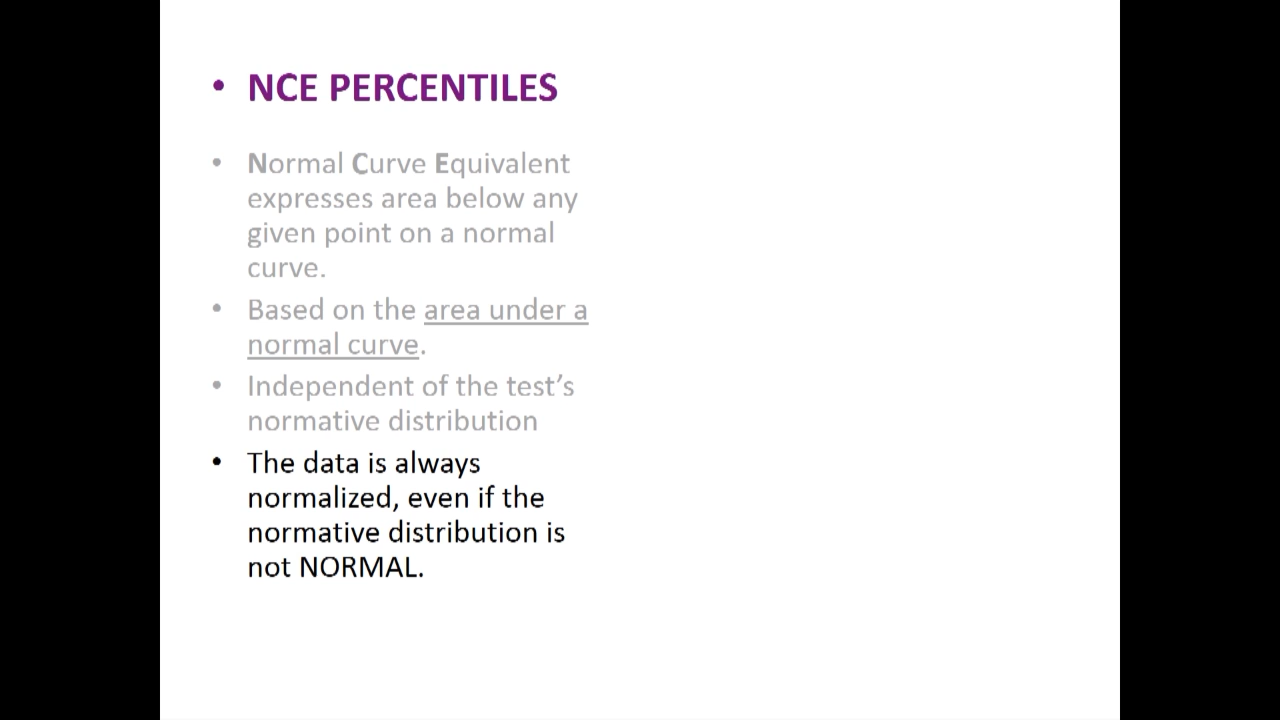 • NCE PERCENTILES
• Normal Curve Equivalent
expresses area below any
given point on a normal
curve.
• Based on the area under a
normal curve.
• Independent of the test’s
normative distribution
• The data is always
normalized, even if the
normative distribution is
not NORMAL.